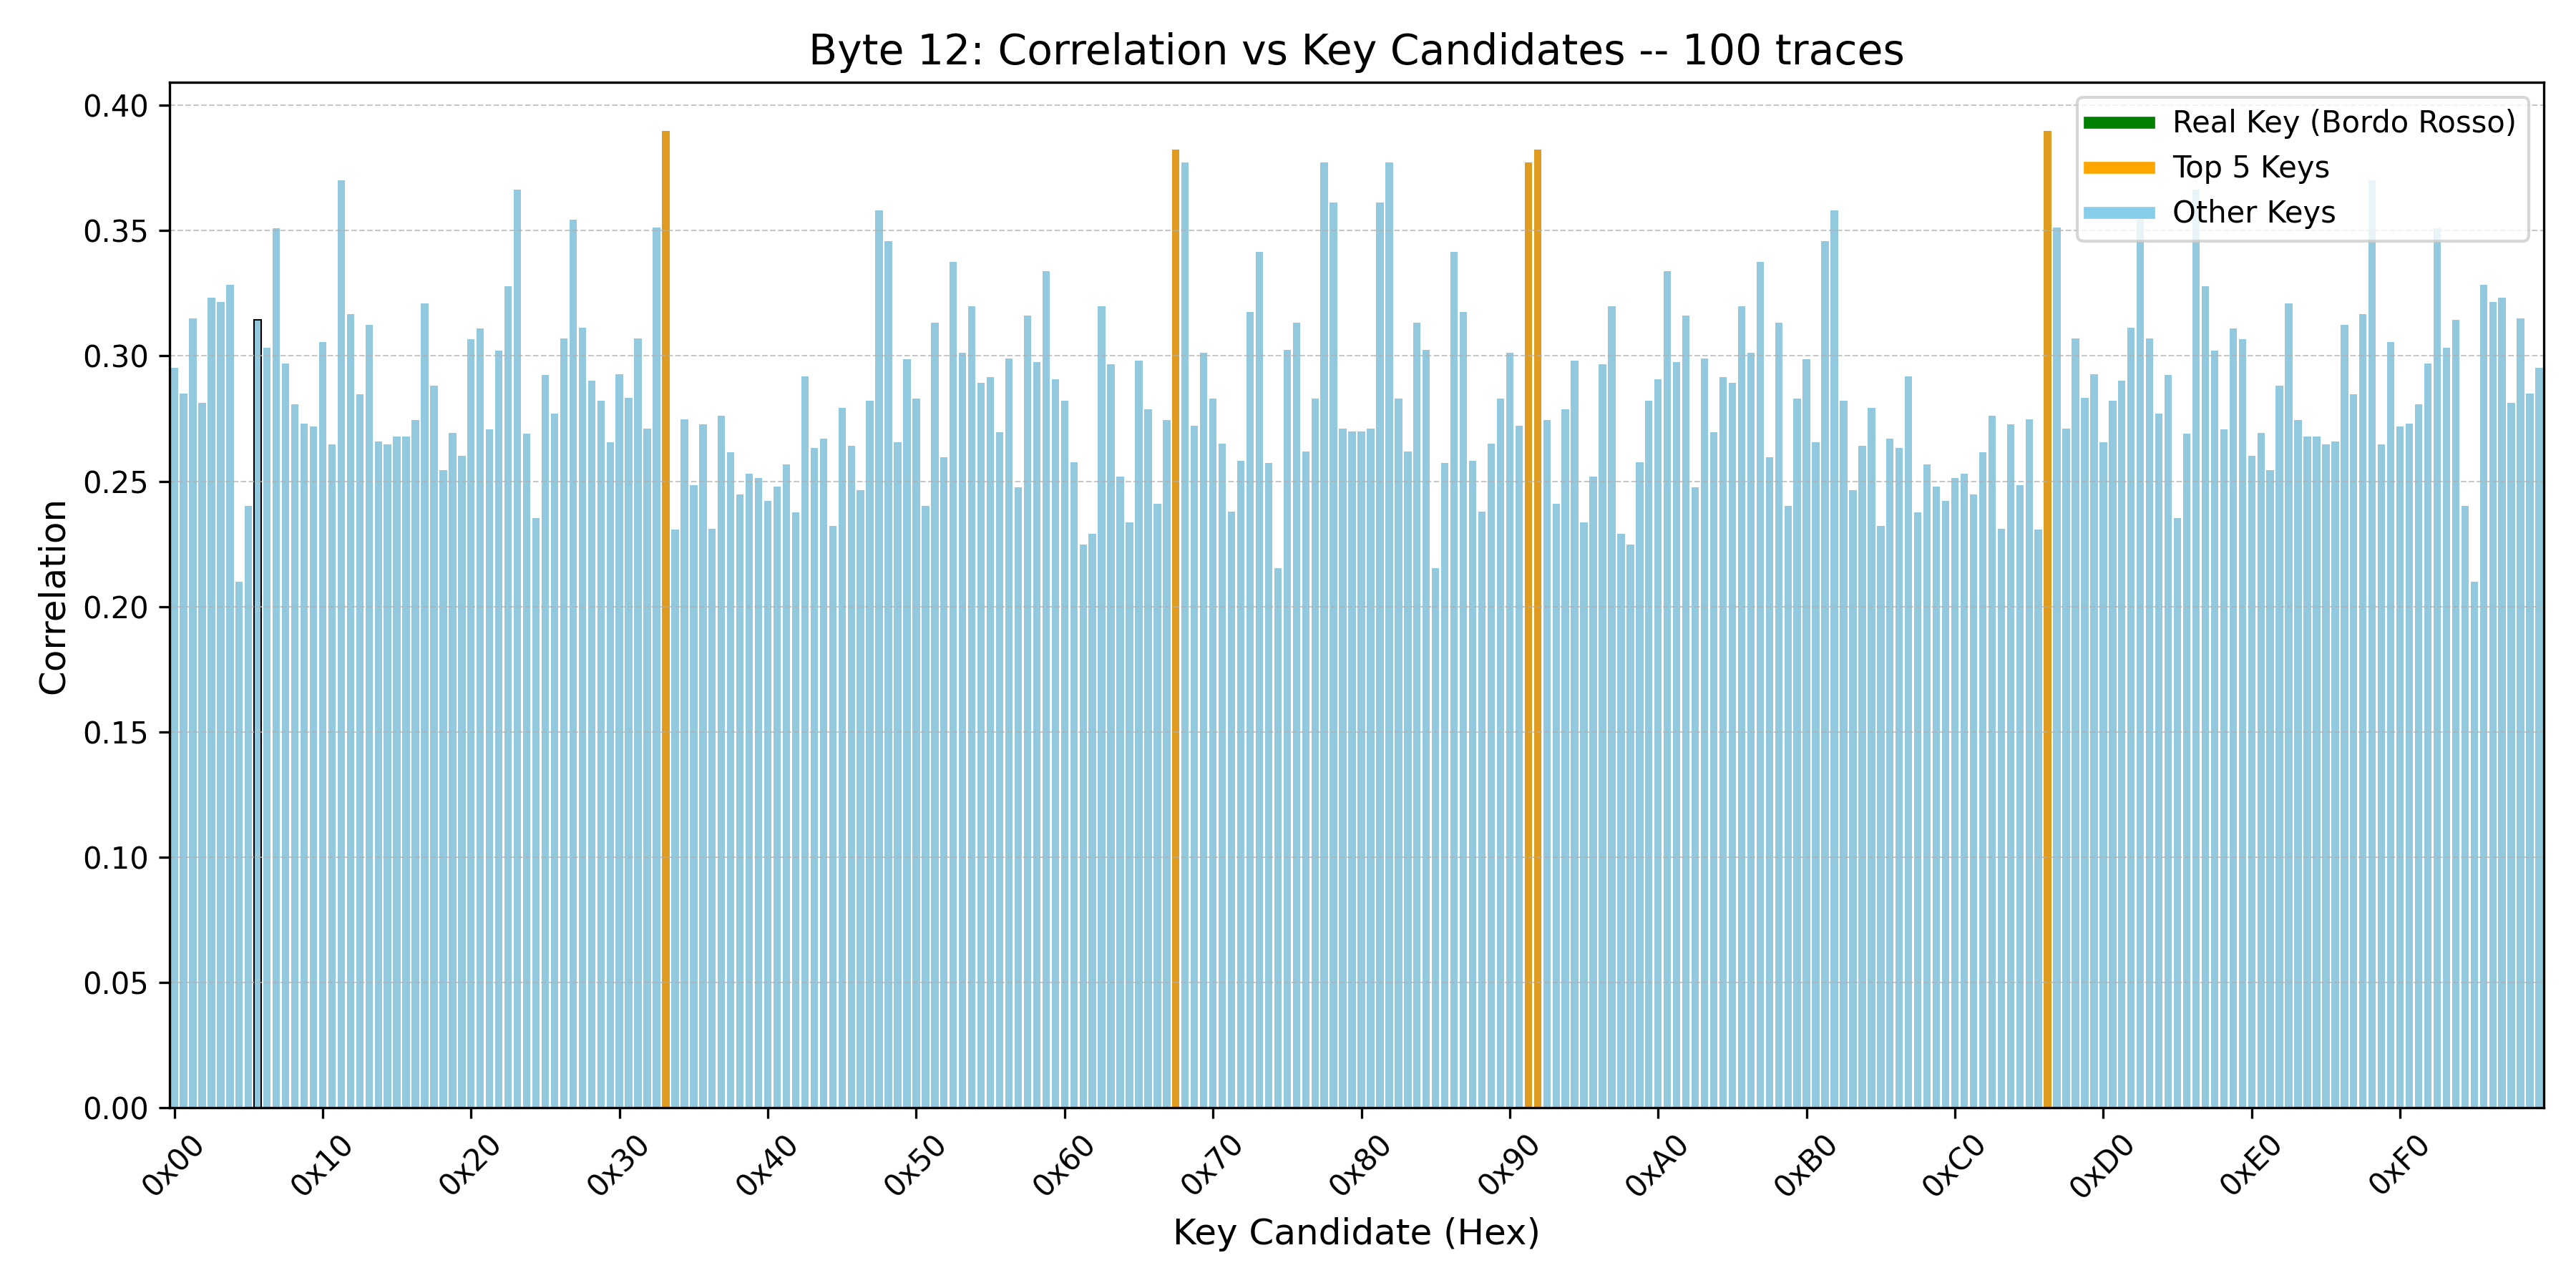 Byte 12: Correlation vs Key Candidates -- 100 traces
0.40
0.35
0.30
0.25
0.20
0.15
0.10
0.05
0.00
Correlation
Real Key (Bordo Rosso)
Top 5 Keys
Other Keys
0x00 0x10 0x20 0x30 0x40 0x50 0x60 0x70 0x80 0x90 0xA0 0xB0 0xC0 0xD0 0xE0 0xF0
Key Candidate (Hex)